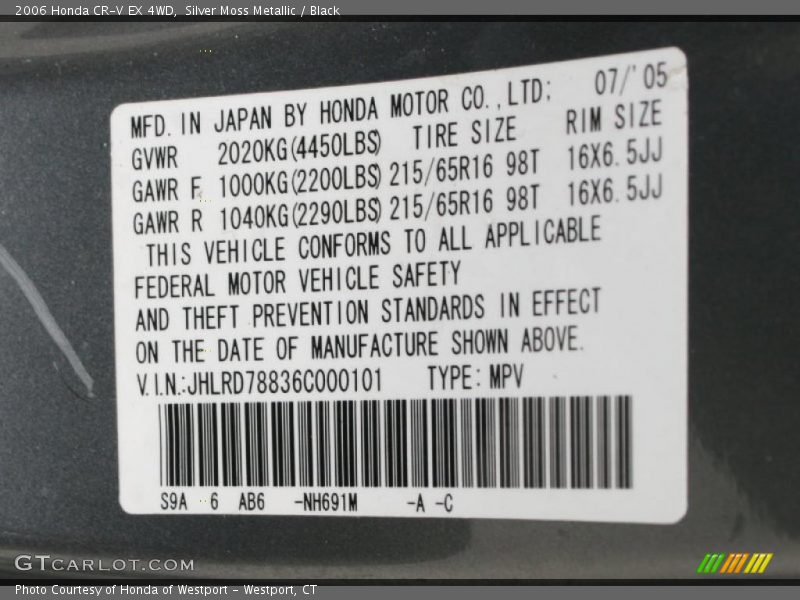 2006 Honda CR-V EX 4WD, Silver Moss Metallic / Black
MFD. IN JAPAN BY HONDA MOTOR CO.,LTD: 07/'05
GVWR 2020KG(4450LBS) TIRE SIZE RIM SIZE
GAWR F 1000KG(2200LBS) 215/65R16 98T 16X6.5JJ
GAWR R 1040KG(2290LBS) 215/65R16 98T 16X6.5JJ
THIS VEHICLE CONFORMS TO ALL APPLICABLE
FEDERAL MOTOR VEHICLE SAFETY
AND THEFT PREVENTION STANDARDS IN EFFECT
ON THE DATE OF MANUFACTURE SHOWN ABOVE.
V.I.N.:JHLRD78836C000101 TYPE: MPV
S9A 6 AB6 -NH691M -A -C
GTCARLOT.COM
Photo Courtesy of Honda of Westport - Westport, CT